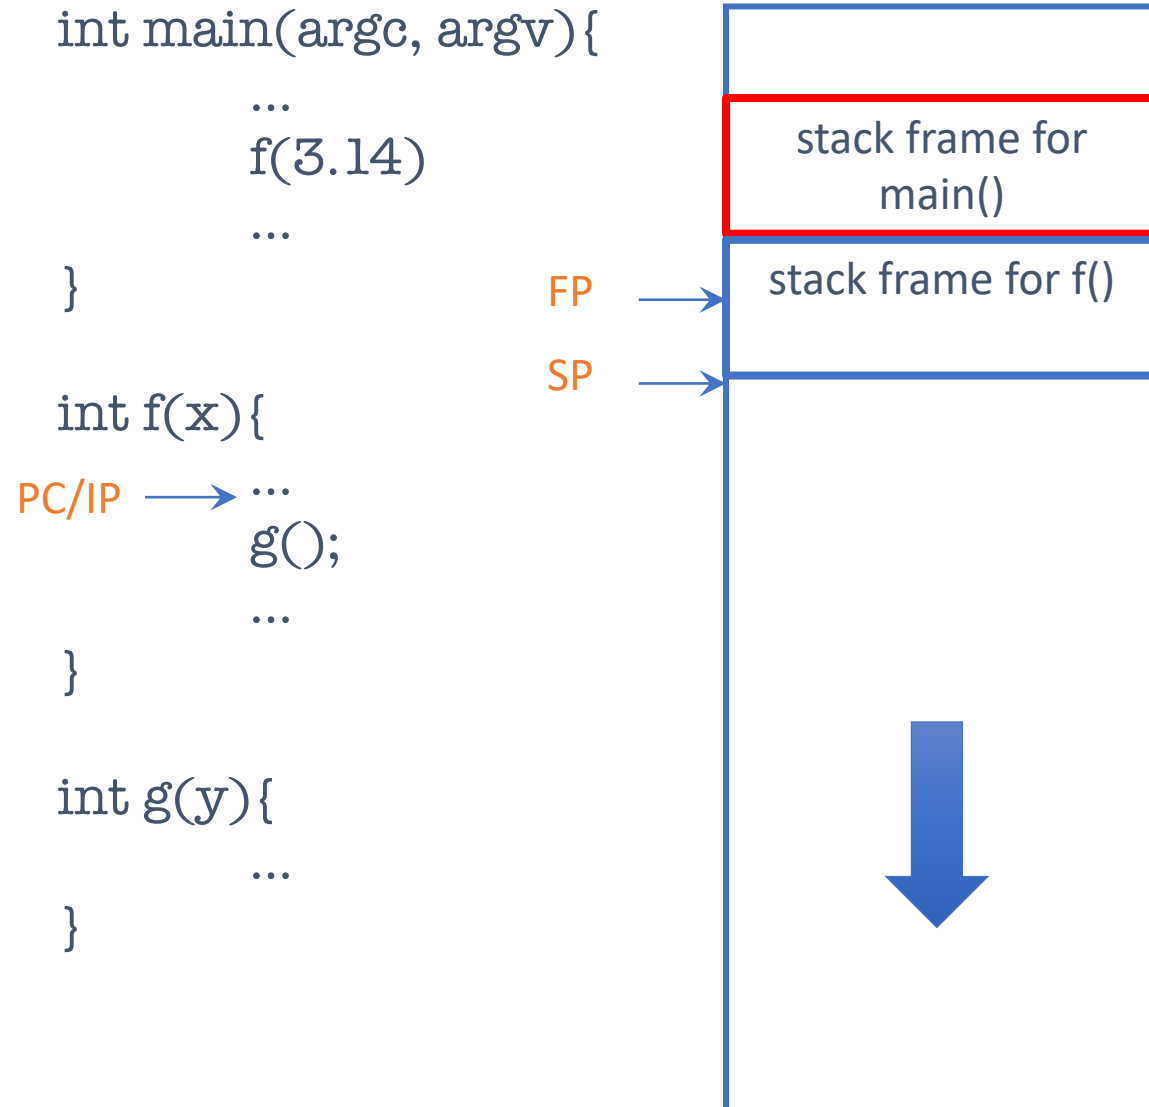 int main(argc, argv){
...
f(3.14)
...
}
int f(x){
...
g();
...
}
int g(y){
...
}
PC/IP
FP
SP
stack frame for
main()
stack frame for f()